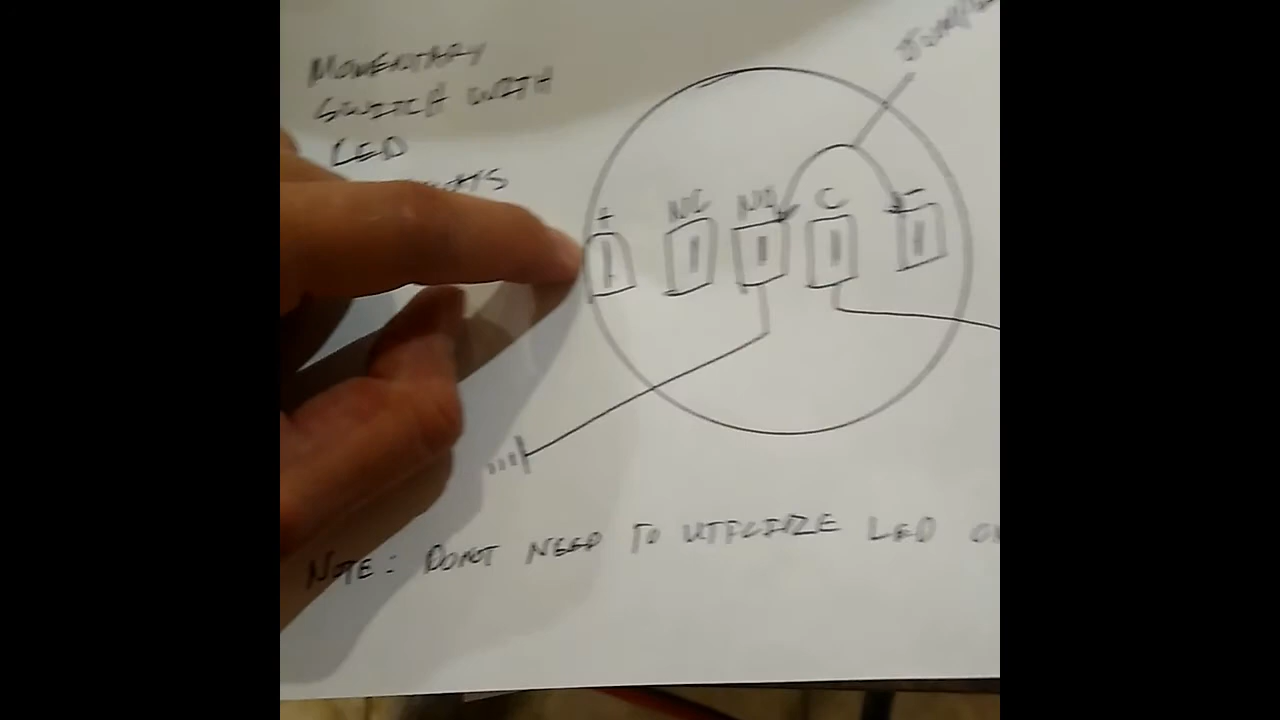 MOMENTARY
SWITCH WITH
LED
+ NC NO C -
NOTE: DONT NEED TO UTILIZE LED